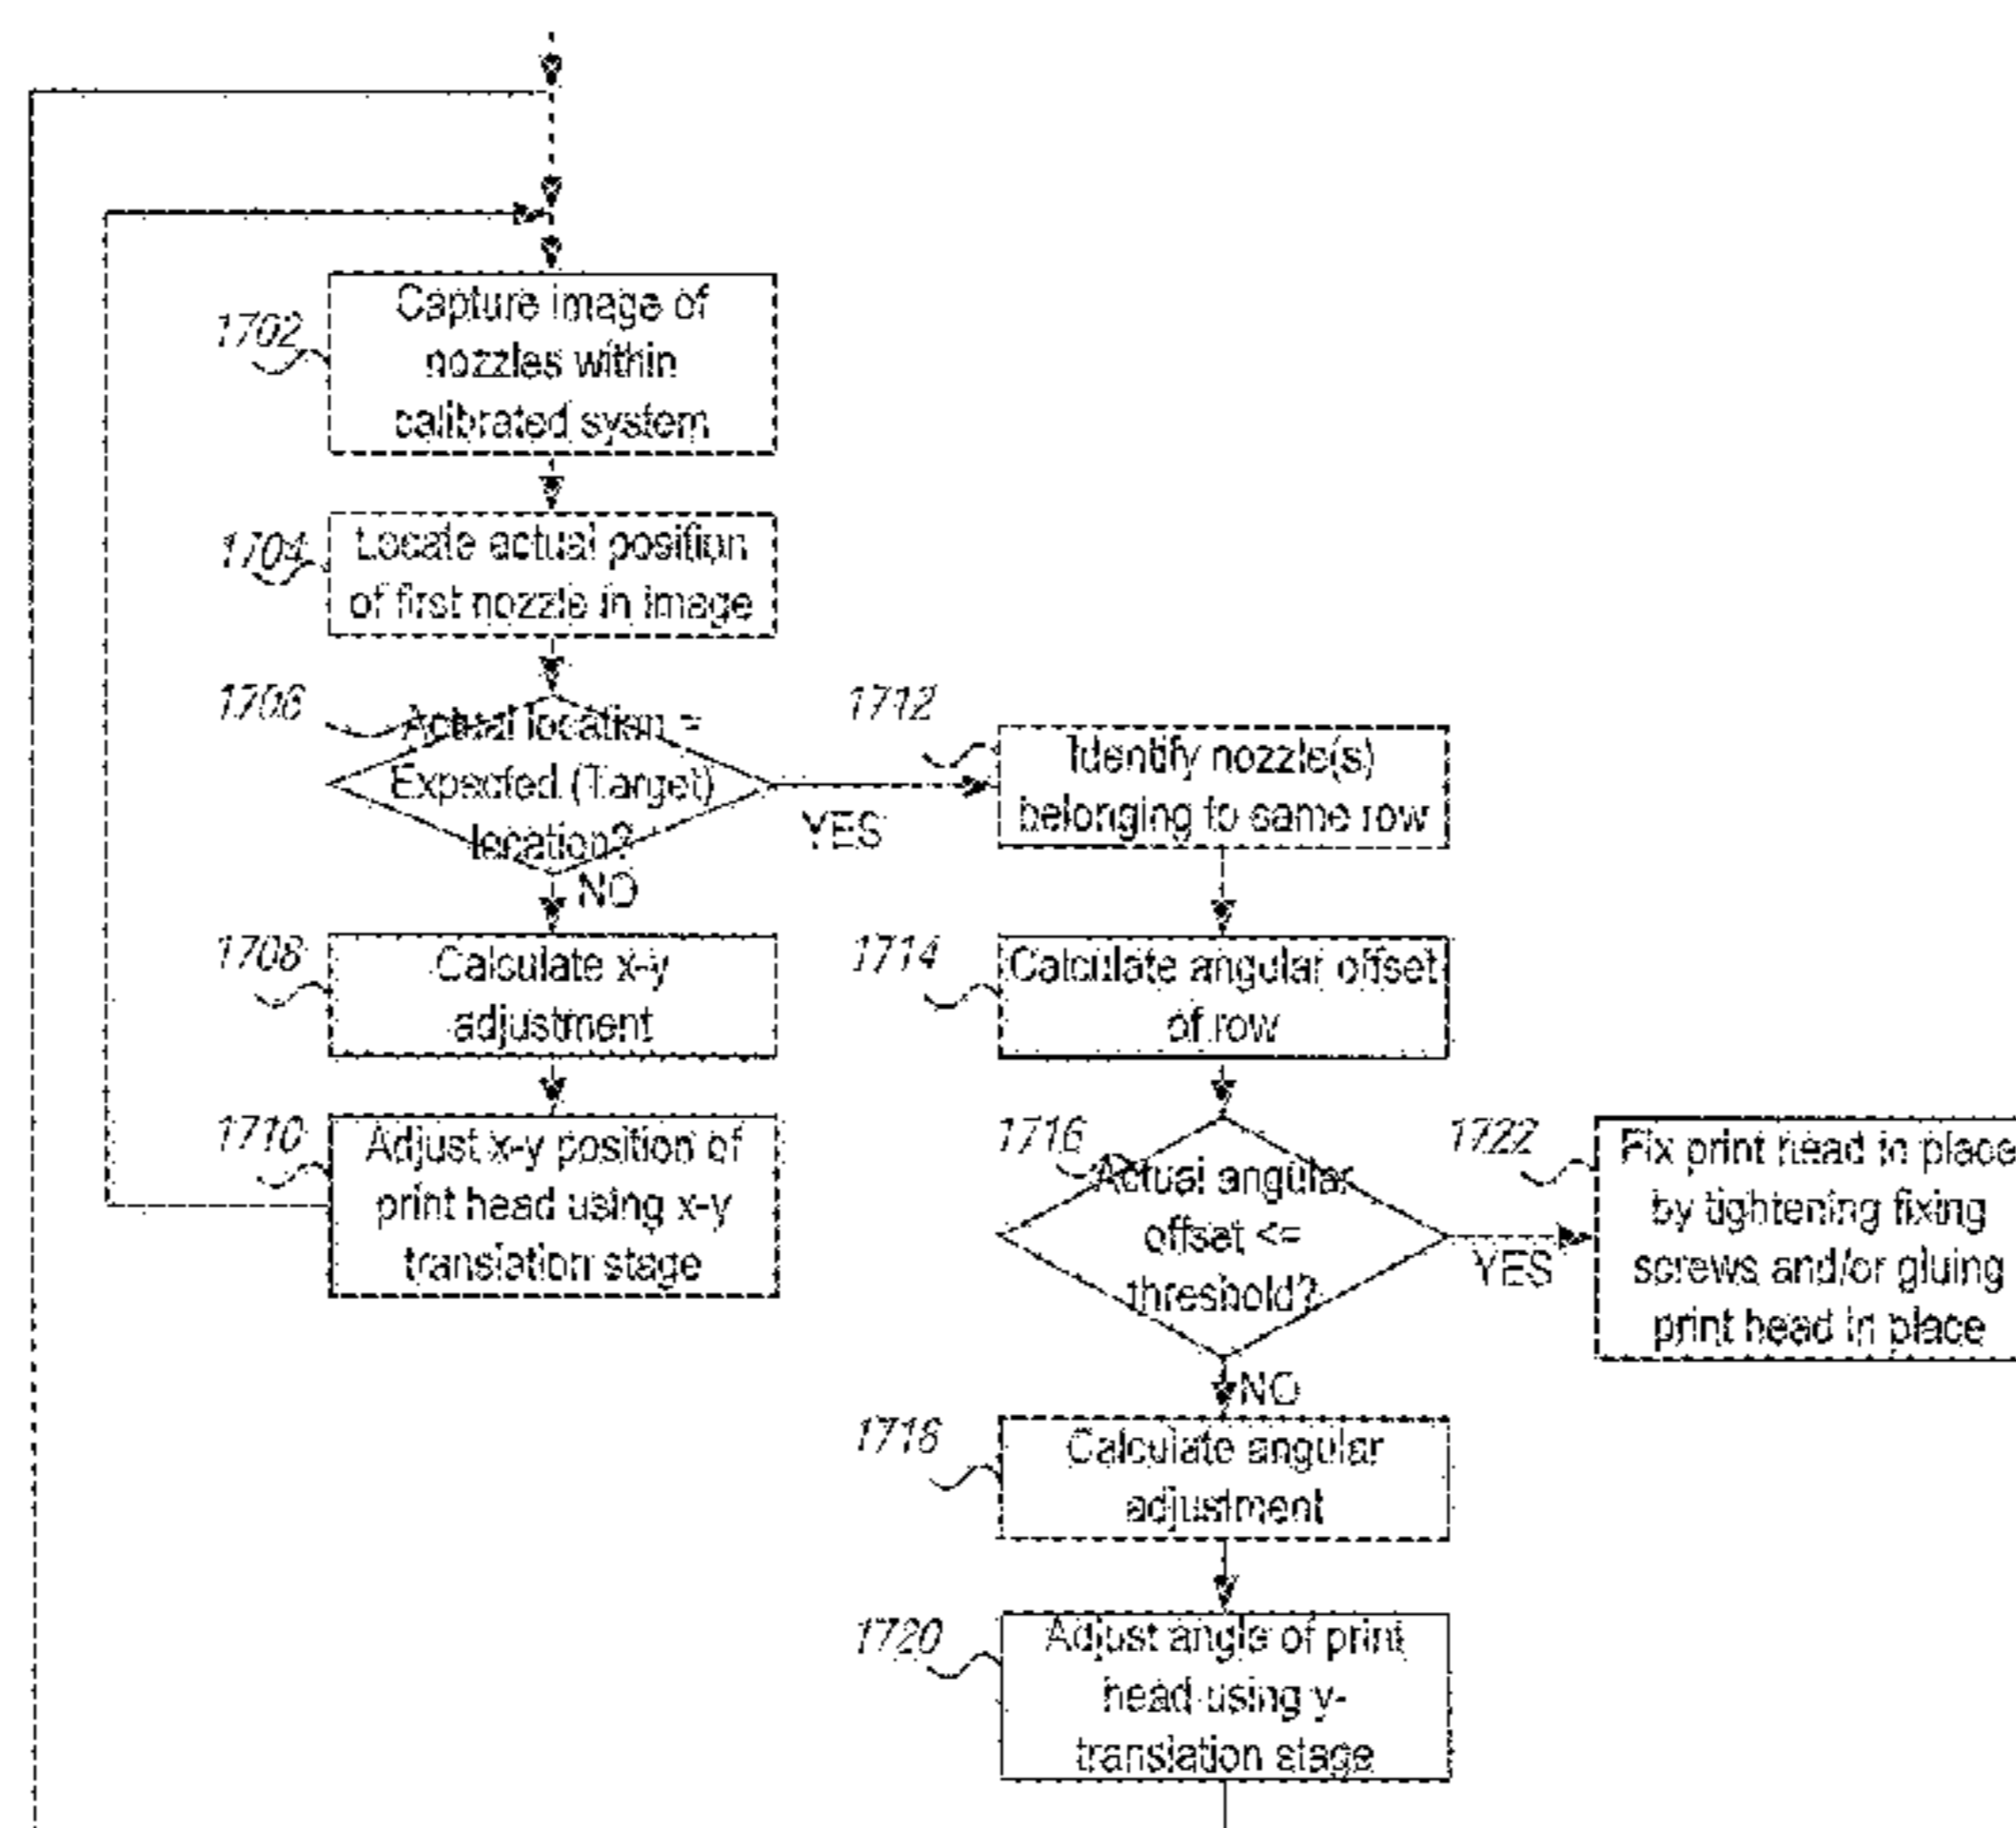 1702
Capture image of
nozzles within
calibrated system
1704
Locate actual position
of first nozzle in image
1706
Actual location =
Expected (Target)
location?
YES
NO
1712
Identify nozzle(s)
belonging to same row
1708
Calculate x-y
adjustment
1714
Calculate angular offset
of row
1710
Adjust x-y position of
print head using x-y
translation stage
1716
Actual angular
offset <=
threshold?
YES
NO
1722
Fix print head in place
by tightening fixing
screws and/or gluing
print head in place
1718
Calculate angular
adjustment
1720
Adjust angle of print
head using y-
translation stage